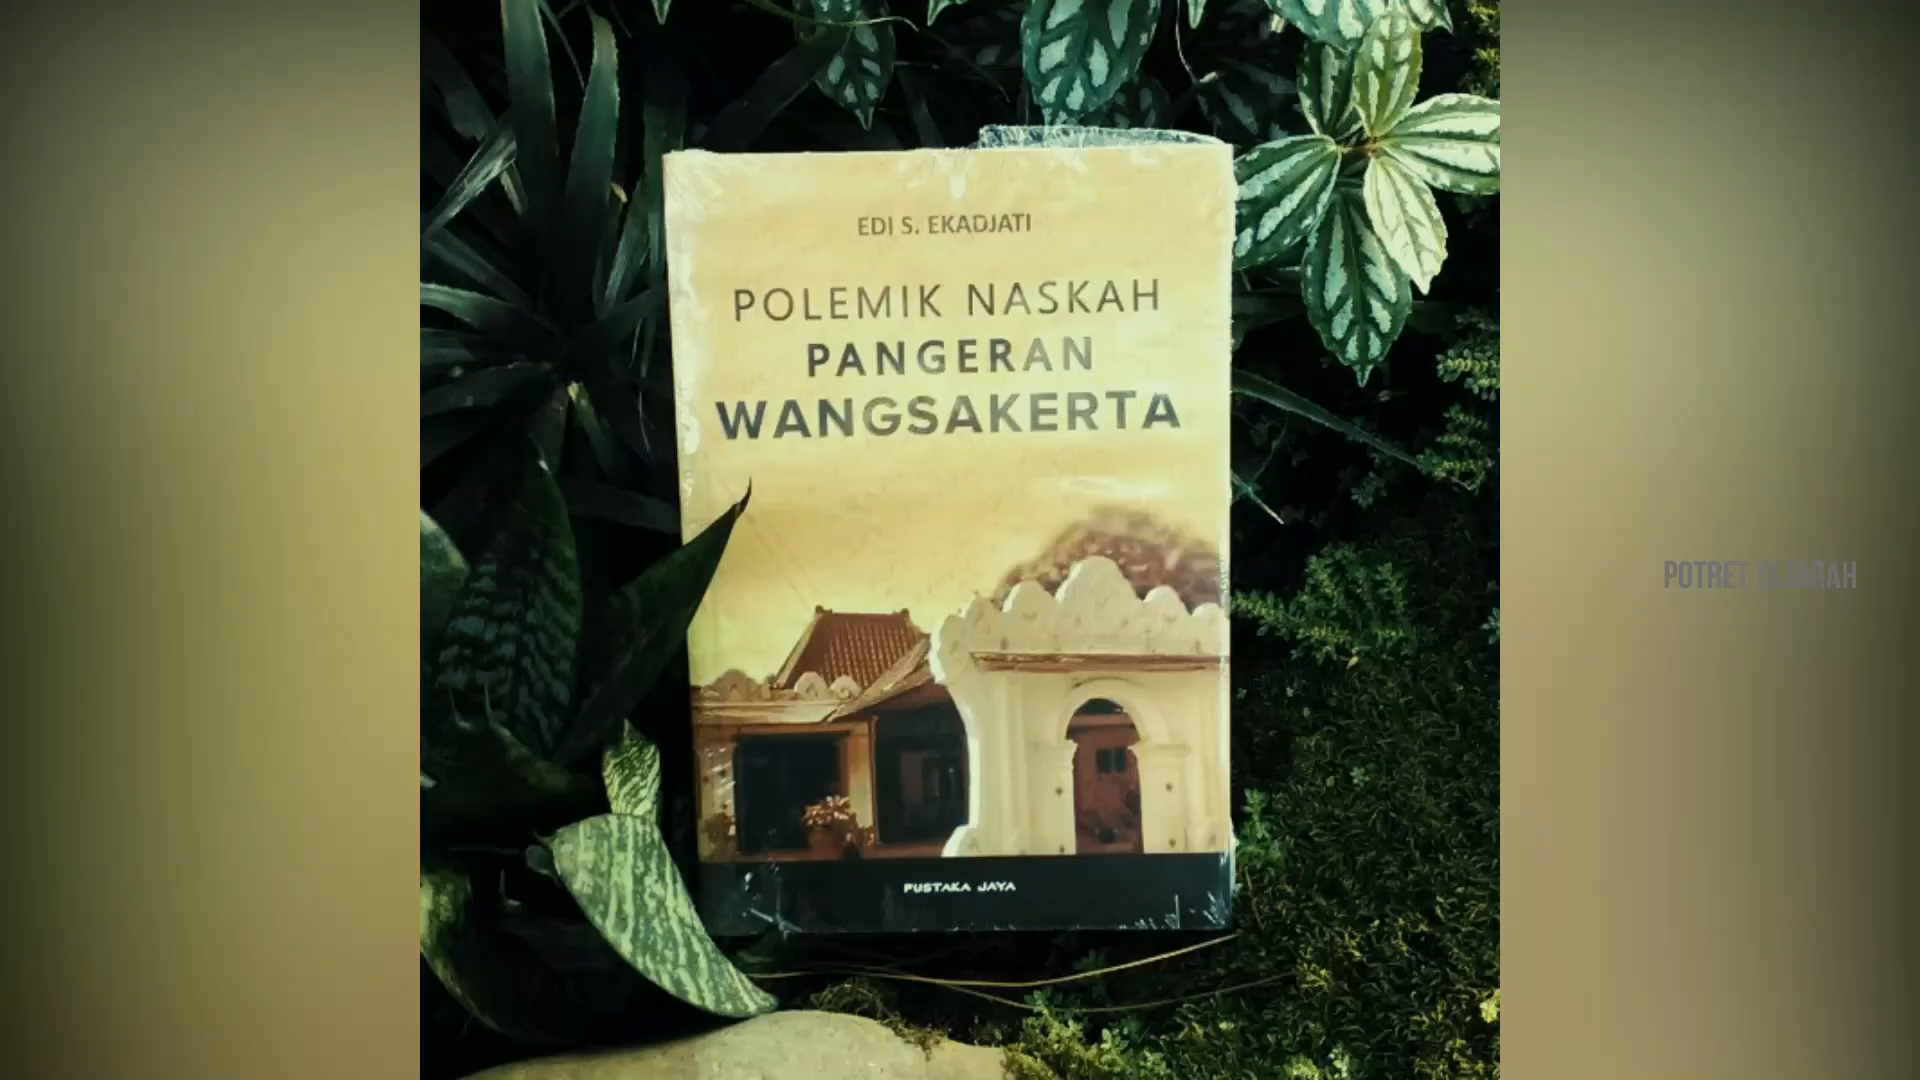 EDI S. EKADJATI
POLEMIK NASKAH
PANGERAN
WANGSAKERTA
PUSTAKA JAYA
POTRET SEJARAH